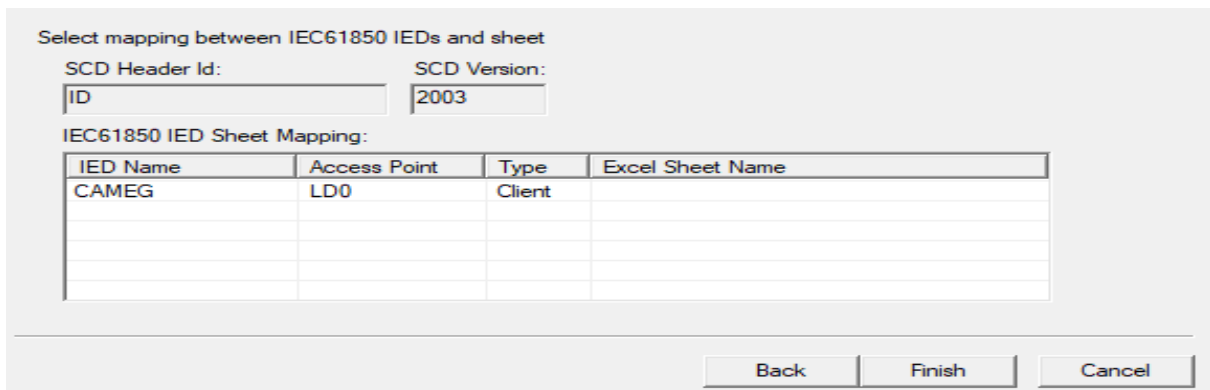 Select mapping between IEC61850 IEDs and sheet
SCD Header Id: SCD Version:
ID 2003
IEC61850 IED Sheet Mapping:
IED Name Access Point Type Excel Sheet Name
CAMEG LD0 Client
Back Finish Cancel